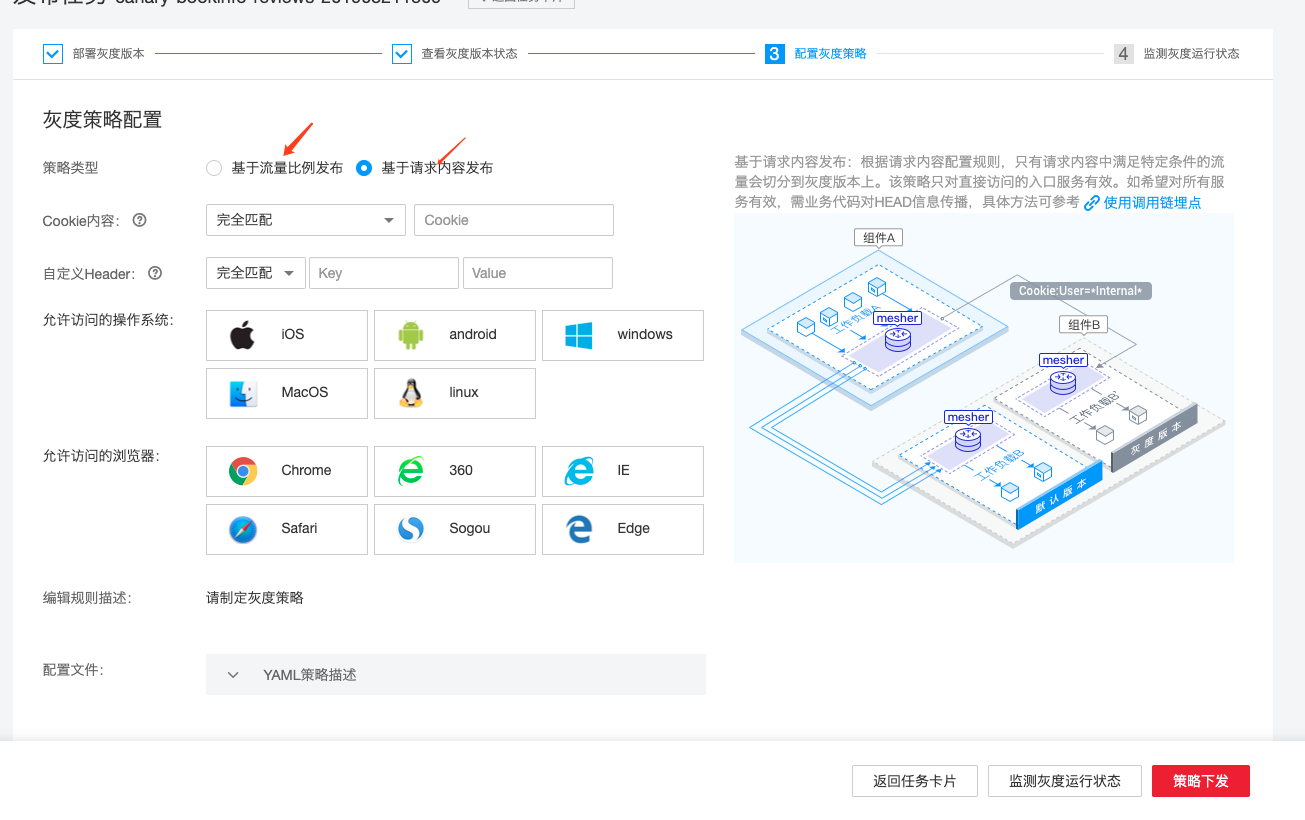 发布任务 canary-bookinfo-reviews-
返回任务卡片
部署灰度版本
查看灰度版本状态
3 配置灰度策略
4 监测灰度运行状态
灰度策略配置
策略类型
基于流量比例发布
基于请求内容发布
Cookie内容：
完全匹配
Cookie
自定义Header：
完全匹配
Key
Value
允许访问的操作系统:
iOS
android
windows
MacOS
linux
允许访问的浏览器:
Chrome
360
IE
Safari
Sogou
Edge
编辑规则描述:
请制定灰度策略
配置文件:
YAML策略描述
基于请求内容发布：根据请求内容配置规则，只有请求内容中满足特定条件的流
量会切分到灰度版本上。该策略只对直接访问的入口服务有效。如希望对所有服
务有效，需业务代码对HEAD信息传播，具体方法可参考 使用调用链埋点
组件A
工作负载A
mesher
Cookie:User=*Internal*
组件B
mesher
工作负载B
灰度版本
mesher
工作负载B
默认版本
返回任务卡片
监测灰度运行状态
策略下发